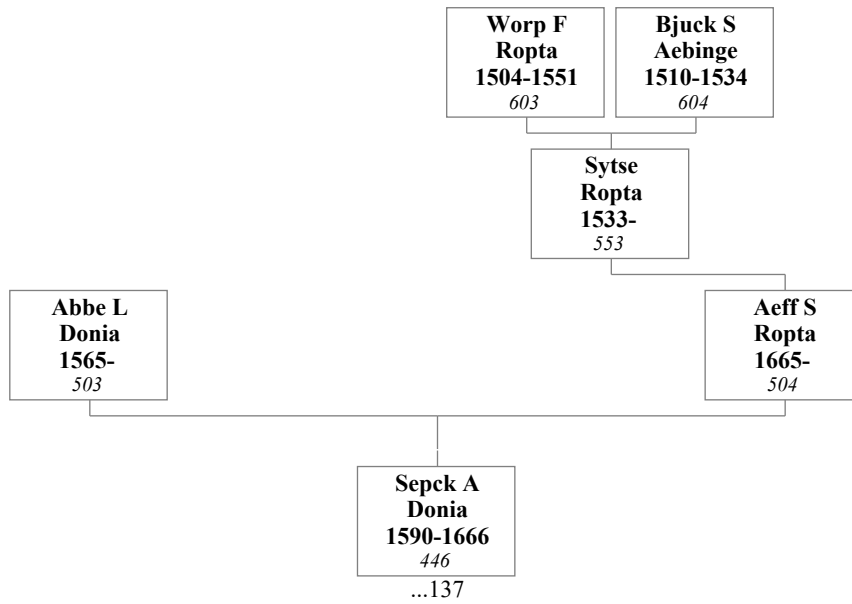 Worp F
Ropta
1504-1551
603
Bjuck S
Aebinge
1510-1534
604
Sytse
Ropta
1533-
553
Abbe L
Donia
1565-
503
Aeff S
Ropta
1665-
504
Sepck A
Donia
1590-1666
446
...137